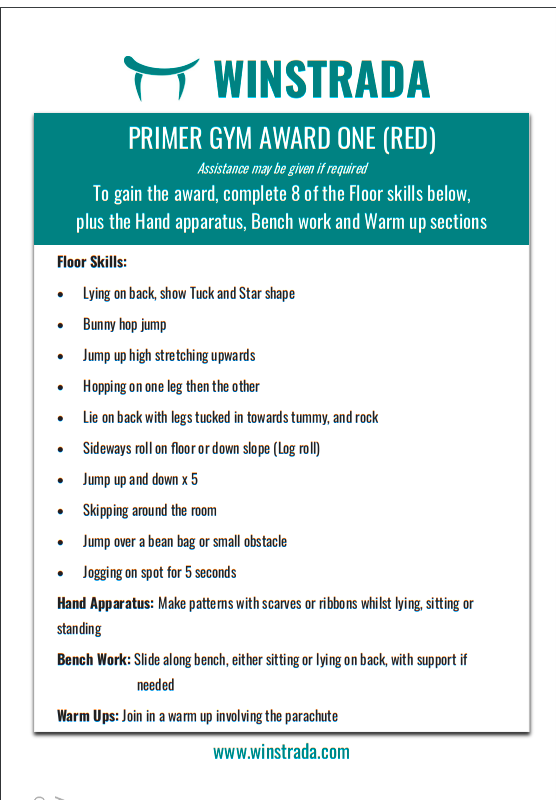 WINSTRADA
PRIMER GYM AWARD ONE (RED)
Assistance may be given if required
To gain the award, complete 8 of the Floor skills below,
plus the Hand apparatus, Bench work and Warm up sections
Floor Skills:
• Lying on back, show Tuck and Star shape
• Bunny hop jump
• Jump up high stretching upwards
• Hopping on one leg then the other
• Lie on back with legs tucked in towards tummy, and rock
• Sideways roll on floor or down slope (Log roll)
• Jump up and down x 5
• Skipping around the room
• Jump over a bean bag or small obstacle
• Jogging on spot for 5 seconds
Hand Apparatus: Make patterns with scarves or ribbons whilst lying, sitting or
standing
Bench Work: Slide along bench, either sitting or lying on back, with support if
needed
Warm Ups: Join in a warm up involving the parachute
www.winstrada.com